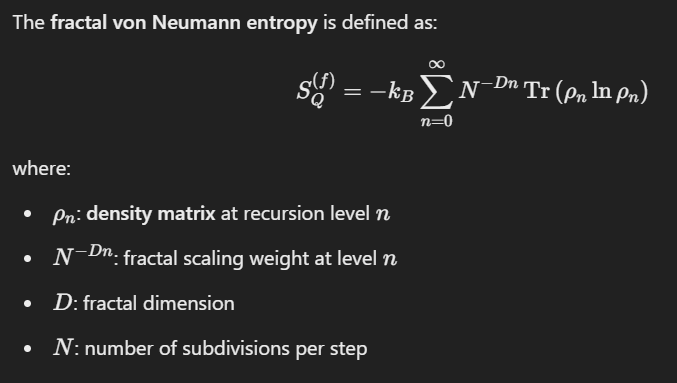 The fractal von Neumann entropy is defined as:
$$S_Q^{(f)} = -k_B \sum_{n=0}^{\infty} N^{-Dn} \operatorname{Tr}(\rho_n \ln \rho_n)$$
where:
• $\rho_n$: density matrix at recursion level $n$
• $N^{-Dn}$: fractal scaling weight at level $n$
• $D$: fractal dimension
• $N$: number of subdivisions per step